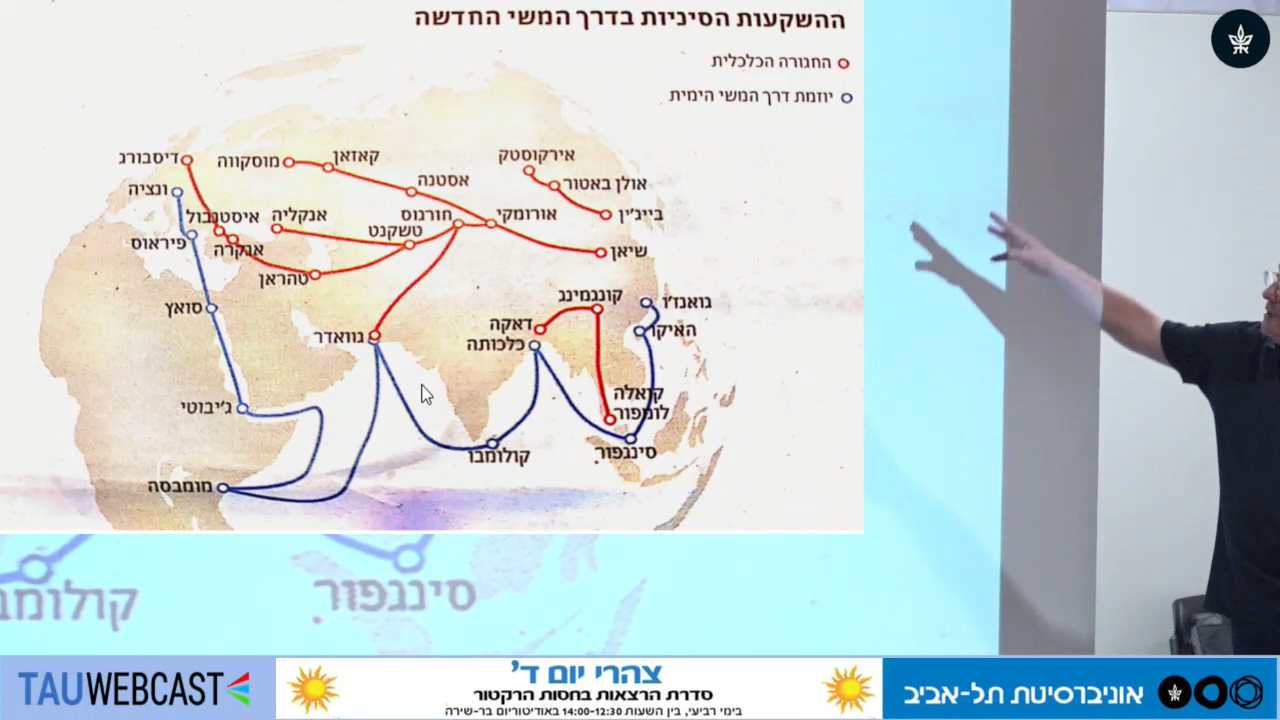 ההשקעות הסיניות בדרך המשי החדשה
החגורה הכלכלית
יוזמת דרך המשי הימית
דיסבורג
מוסקווה
קאזאן
אירקוסטק
ונציה
אסטנה
אולן באטור
איסטנבול
אנקליה
חורגוס
אורומקי
בייג'ין
פיראוס
אנקרה
טשקנט
שיאן
טהראן
סואץ
קונגמינג
גואנז'ו
גוואדר
דאקה
האיקו
כלכותה
ג'יבוטי
קואלה
לומפור
מומבסה
קולומבו
סינגפור
קולומב
סינגפור
TAUWEBCAST
צהרי יום ד'
סדרת הרצאות בחסות הרקטור
בימי רביעי, בין השעות 14:00-12:30 באודיטוריום בר-שירה
אוניברסיטת תל-אביב